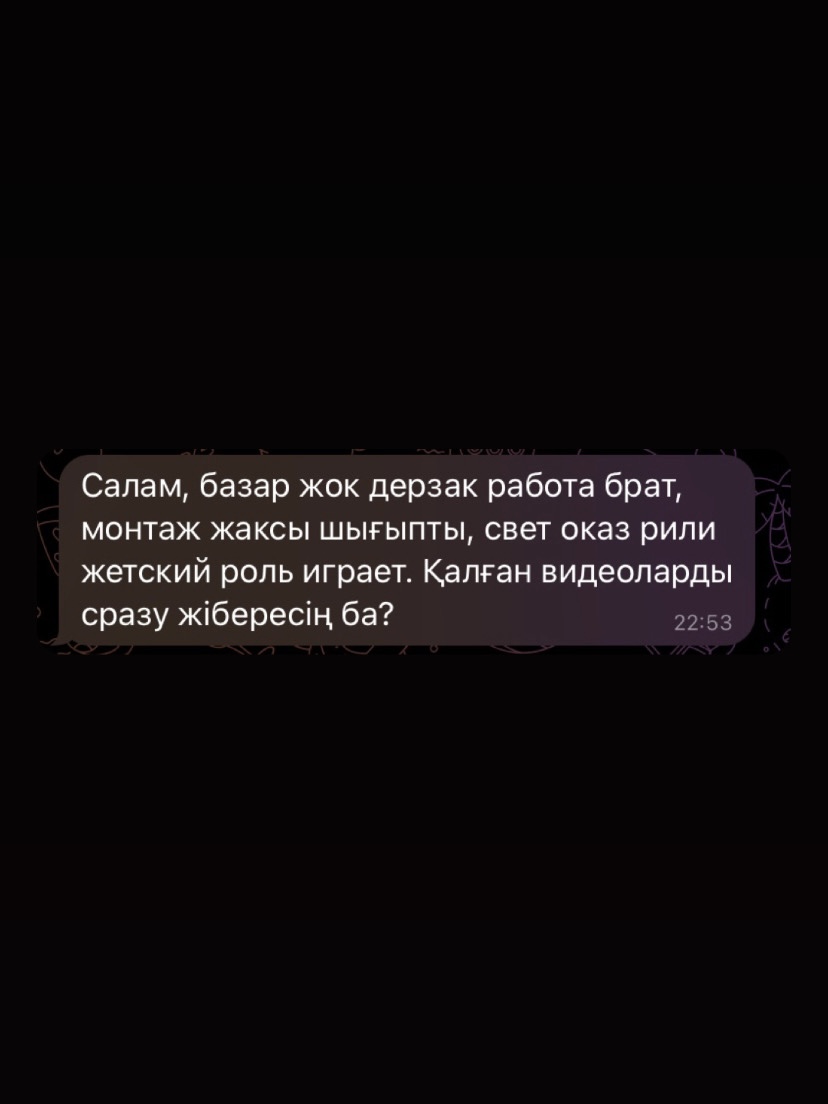 Салам, базар жок дерзак работа брат,
монтаж жаксы шығыпты, свет оказ рили
жетский роль играет. Қалған видеоларды
сразу жібересің ба?
22:53